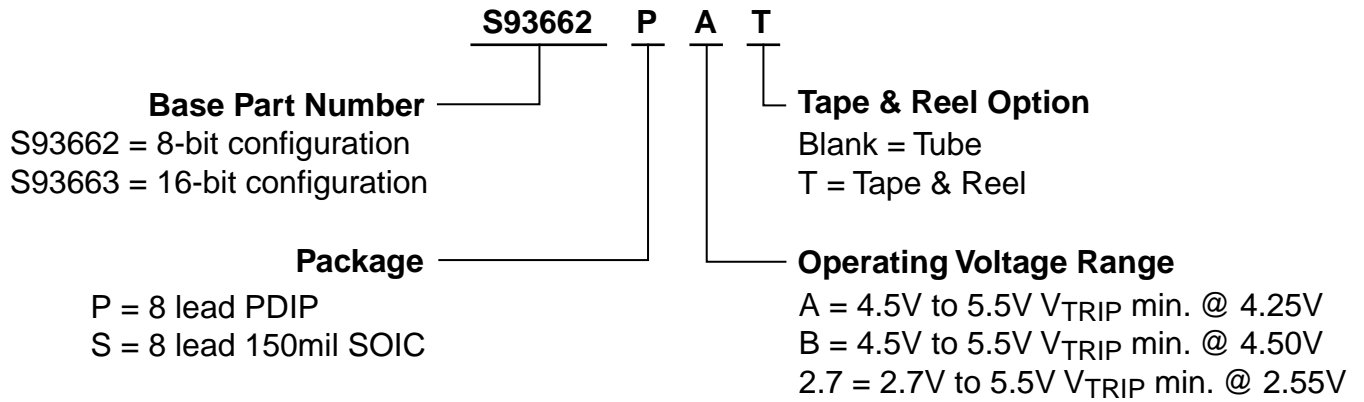 S93662 P A T
Base Part Number
S93662 = 8-bit configuration
S93663 = 16-bit configuration
Tape & Reel Option
Blank = Tube
T = Tape & Reel
Package
P = 8 lead PDIP
S = 8 lead 150mil SOIC
Operating Voltage Range
A = 4.5V to 5.5V VTRIP min. @ 4.25V
B = 4.5V to 5.5V VTRIP min. @ 4.50V
2.7 = 2.7V to 5.5V VTRIP min. @ 2.55V